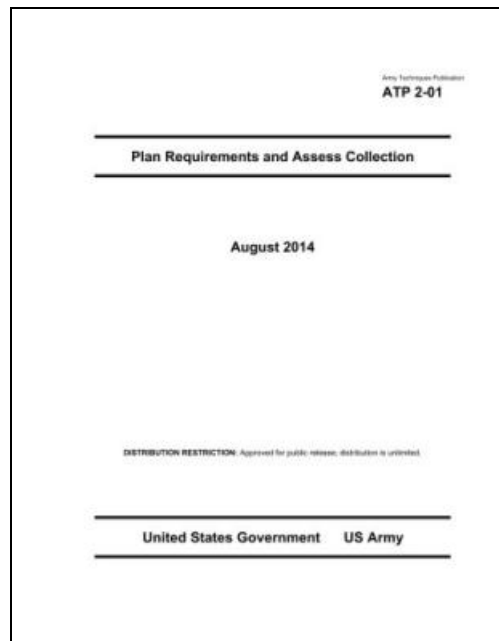 Army Techniques Publication
ATP 2-01
Plan Requirements and Assess Collection
August 2014
DISTRIBUTION RESTRICTION: Approved for public release; distribution is unlimited.
United States Government US Army